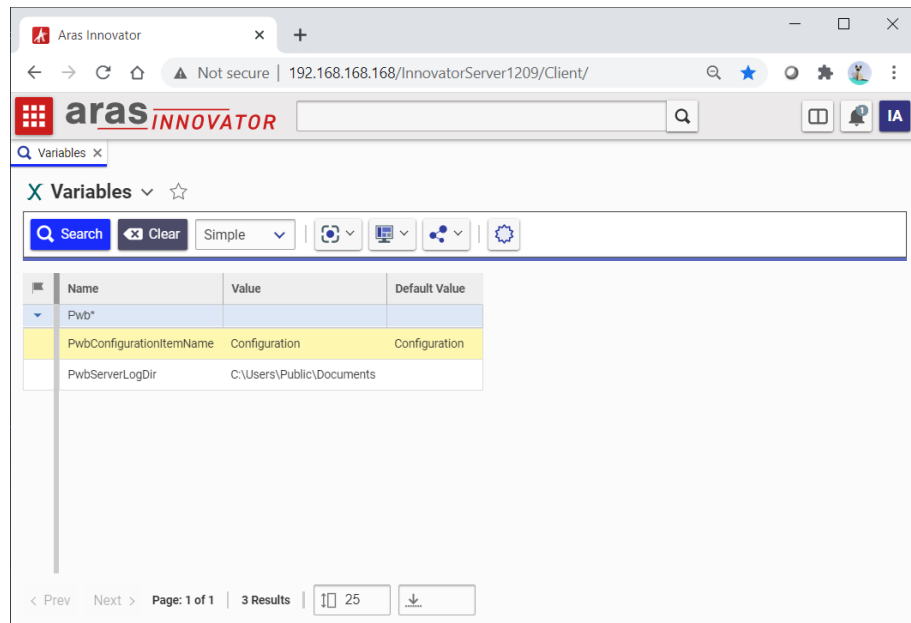 Aras Innovator
Not secure | 192.168.168.168/InnovatorServer1209/Client/
aras INNOVATOR
1
IA
Variables
Variables
Search Clear Simple
Name Value Default Value
Pwb*
PwbConfigurationItemName Configuration Configuration
PwbServerLogDir C:\Users\Public\Documents
< Prev Next > Page: 1 of 1 | 3 Results | 25